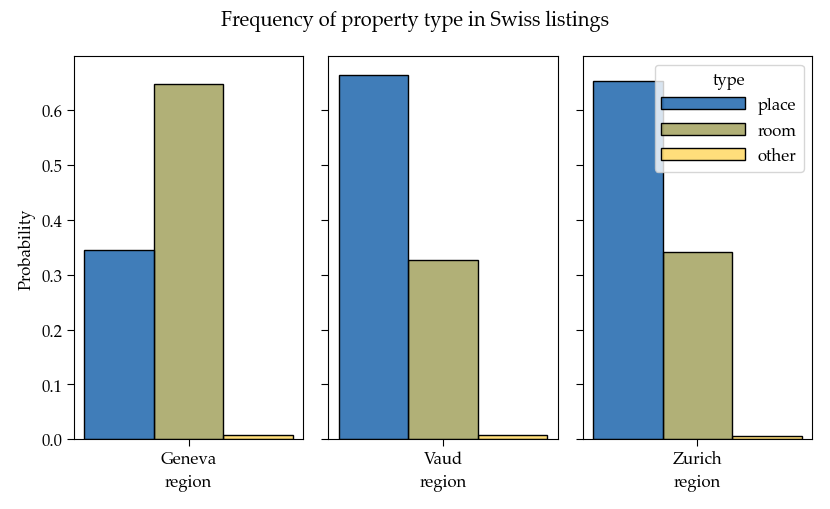 Frequency of property type in Swiss listings
Probability
0.6
0.5
0.4
0.3
0.2
0.1
0.0
type
place
room
other
Geneva
region
Vaud
region
Zurich
region